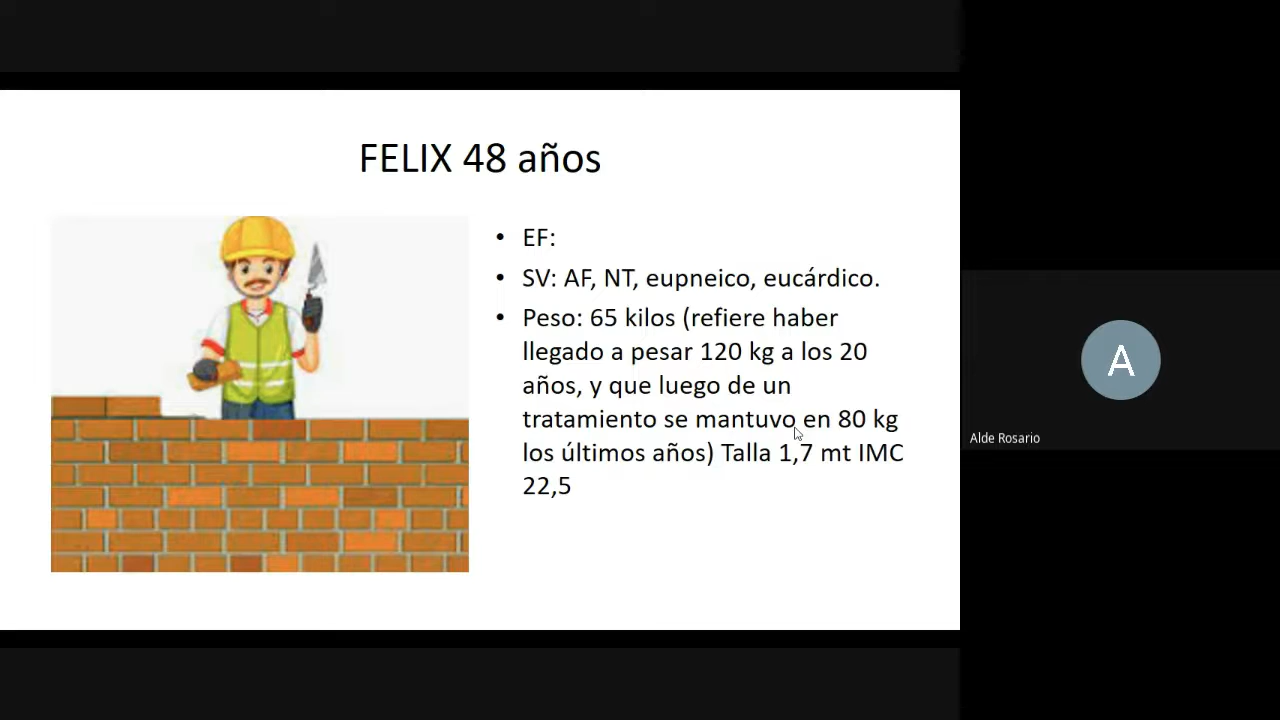 FELIX 48 años
• EF:
• SV: AF, NT, eupneico, eucárdico.
• Peso: 65 kilos (refiere haber
llegado a pesar 120 kg a los 20
años, y que luego de un
tratamiento se mantuvo en 80 kg
los últimos años) Talla 1,7 mt IMC
22,5
A
Alde Rosario